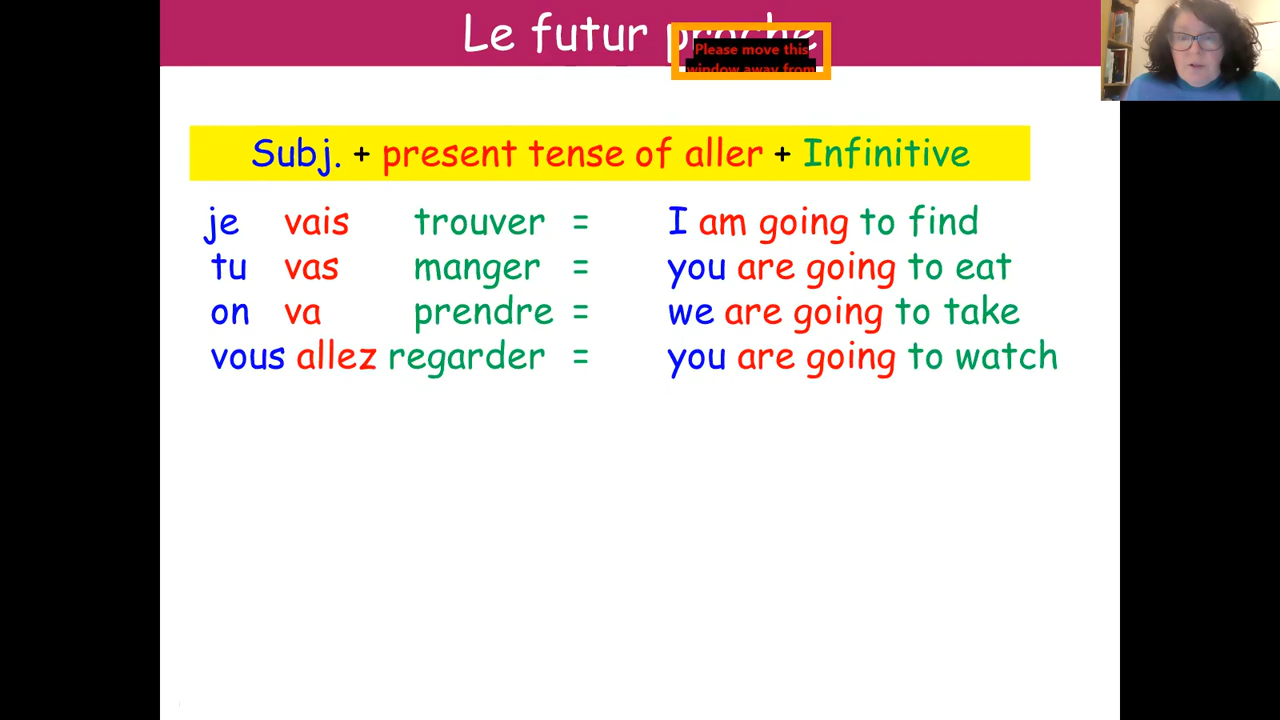 Le futur proche
Please move this
window away from
Subj. + present tense of aller + Infinitive
je vais trouver = I am going to find
tu vas manger = you are going to eat
on va prendre = we are going to take
vous allez regarder = you are going to watch